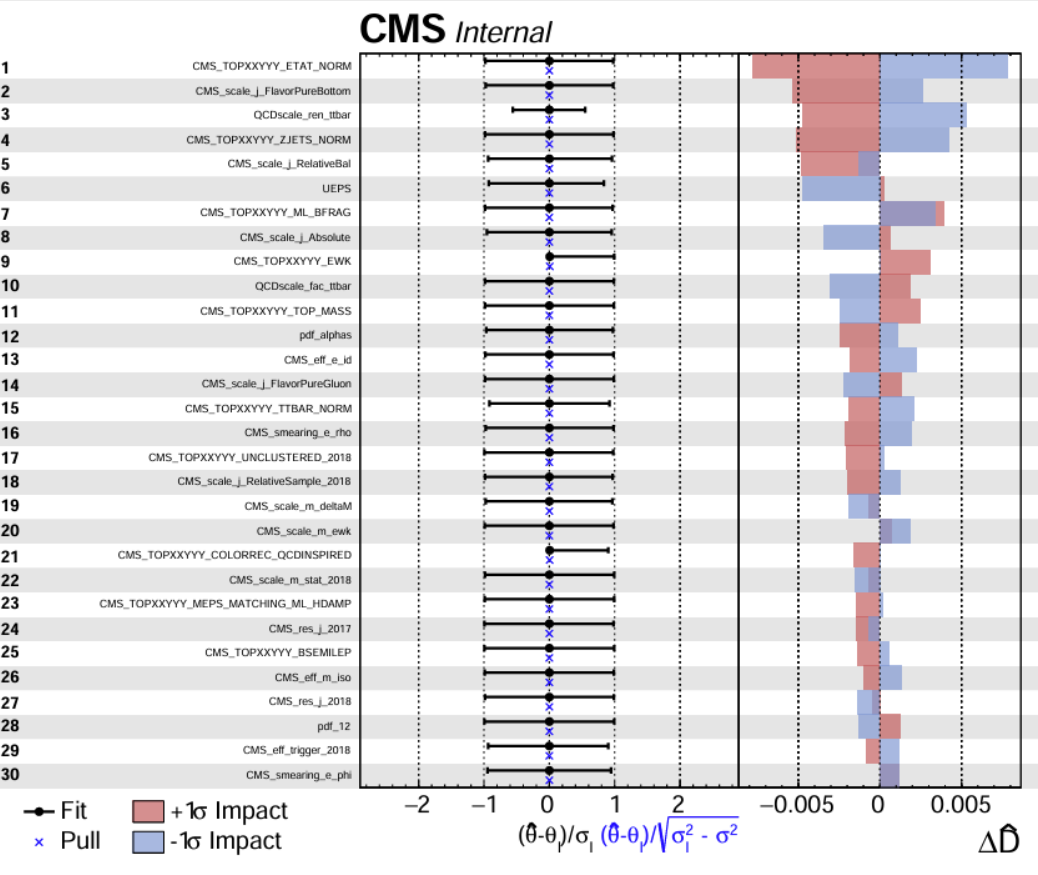 CMS Internal
1 CMS_TOPXXYYY_ETAT_NORM
2 CMS_scale_j_FlavorPureBottom
3 QCDscale_ren_ttbar
4 CMS_TOPXXYYY_ZJETS_NORM
5 CMS_scale_j_RelativeBal
6 UEPS
7 CMS_TOPXXYYY_ML_BFRAG
8 CMS_scale_j_Absolute
9 CMS_TOPXXYYY_EWK
10 QCDscale_fac_ttbar
11 CMS_TOPXXYYY_TOP_MASS
12 pdf_alphas
13 CMS_eff_e_id
14 CMS_scale_j_FlavorPureGluon
15 CMS_TOPXXYYY_TTBAR_NORM
16 CMS_smearing_e_rho
17 CMS_TOPXXYYY_UNCLUSTERED_2018
18 CMS_scale_j_RelativeSample_2018
19 CMS_scale_m_deltaM
20 CMS_scale_m_ewk
21 CMS_TOPXXYYY_COLORREC_QCDINSPIRED
22 CMS_scale_m_stat_2018
23 CMS_TOPXXYYY_MEPS_MATCHING_ML_HDAMP
24 CMS_res_j_2017
25 CMS_TOPXXYYY_BSEMILEP
26 CMS_eff_m_iso
27 CMS_res_j_2018
28 pdf_12
29 CMS_eff_trigger_2018
30 CMS_smearing_e_phi
−2 −1 0 1 2 −0.005 0 0.005
Fit +1σ Impact
Pull -1σ Impact
(θ̂-θ_I)/σ_I (θ̂-θ_I)/√σ_I² - σ² ΔD̂